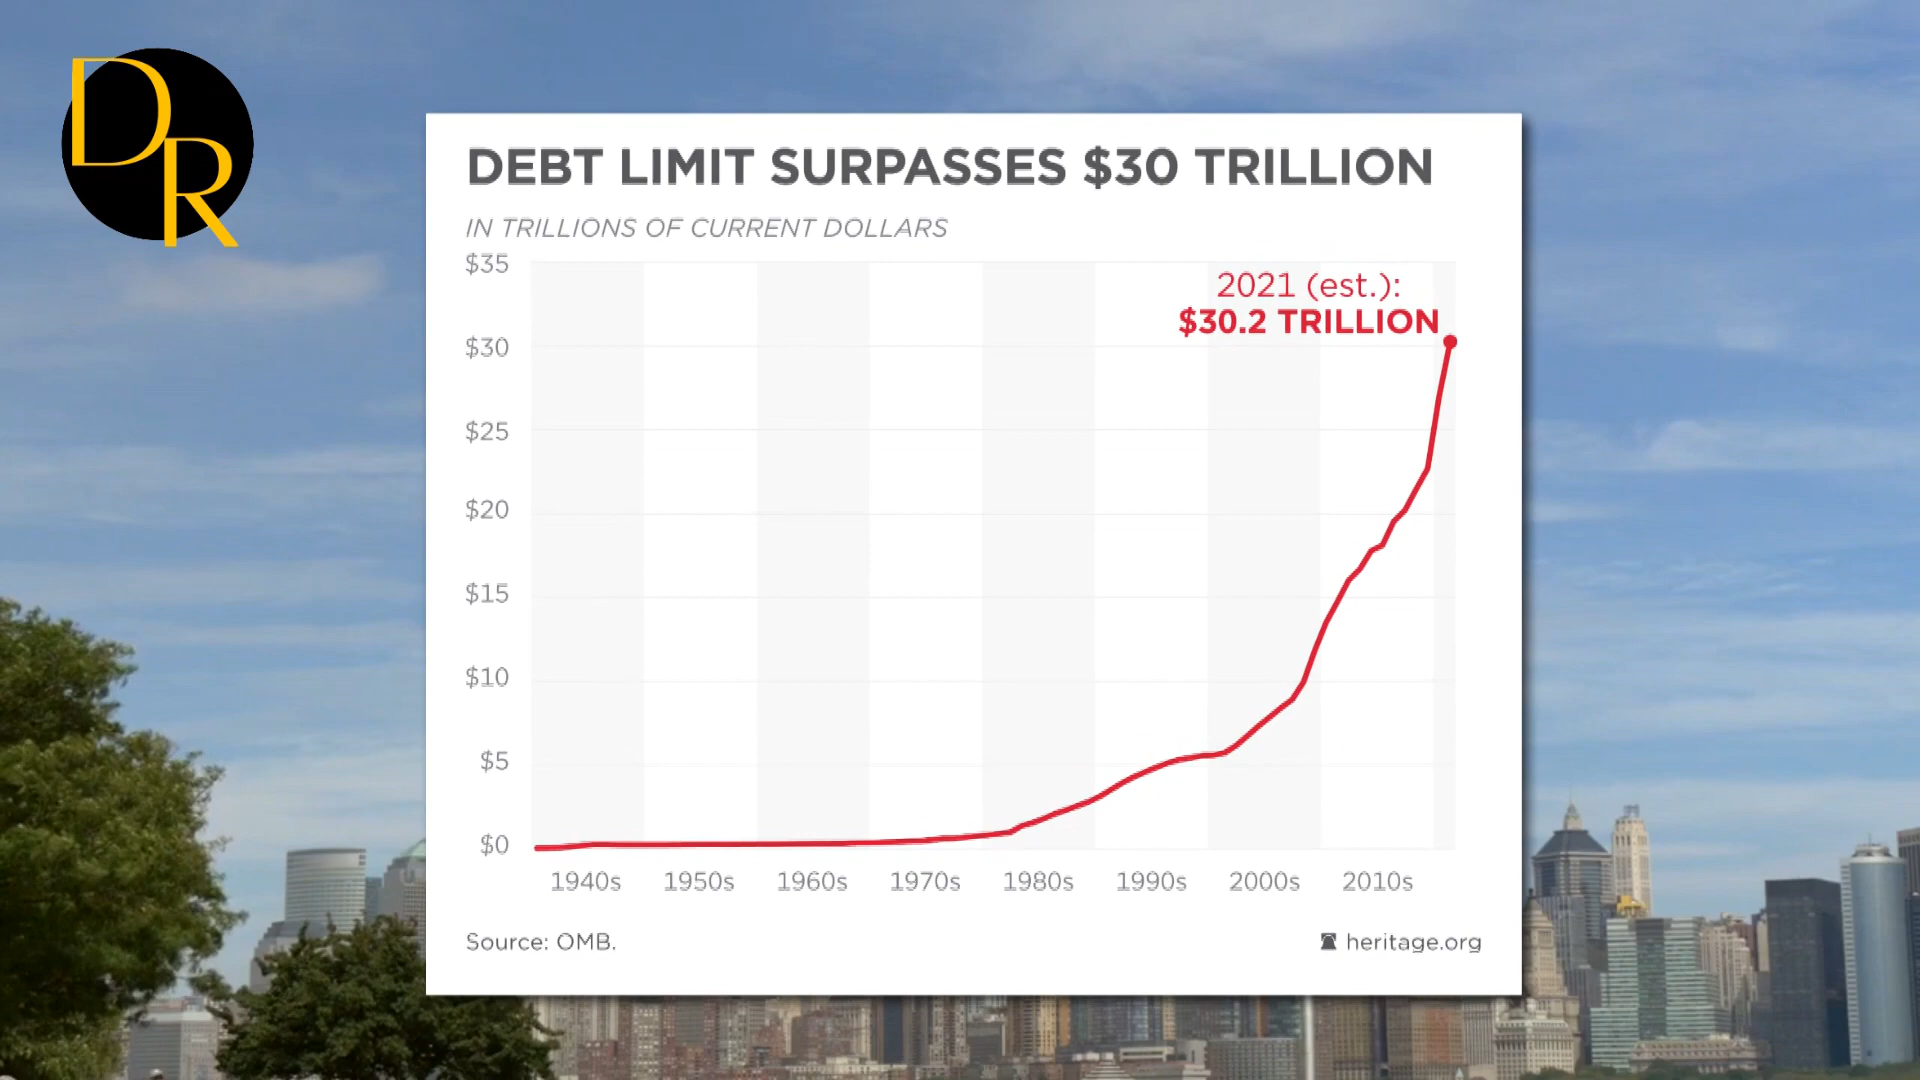 DR
DEBT LIMIT SURPASSES $30 TRILLION
IN TRILLIONS OF CURRENT DOLLARS
$35
2021 (est.):
$30.2 TRILLION
$30
$25
$20
$15
$10
$5
$0
1940s 1950s 1960s 1970s 1980s 1990s 2000s 2010s
Source: OMB. heritage.org